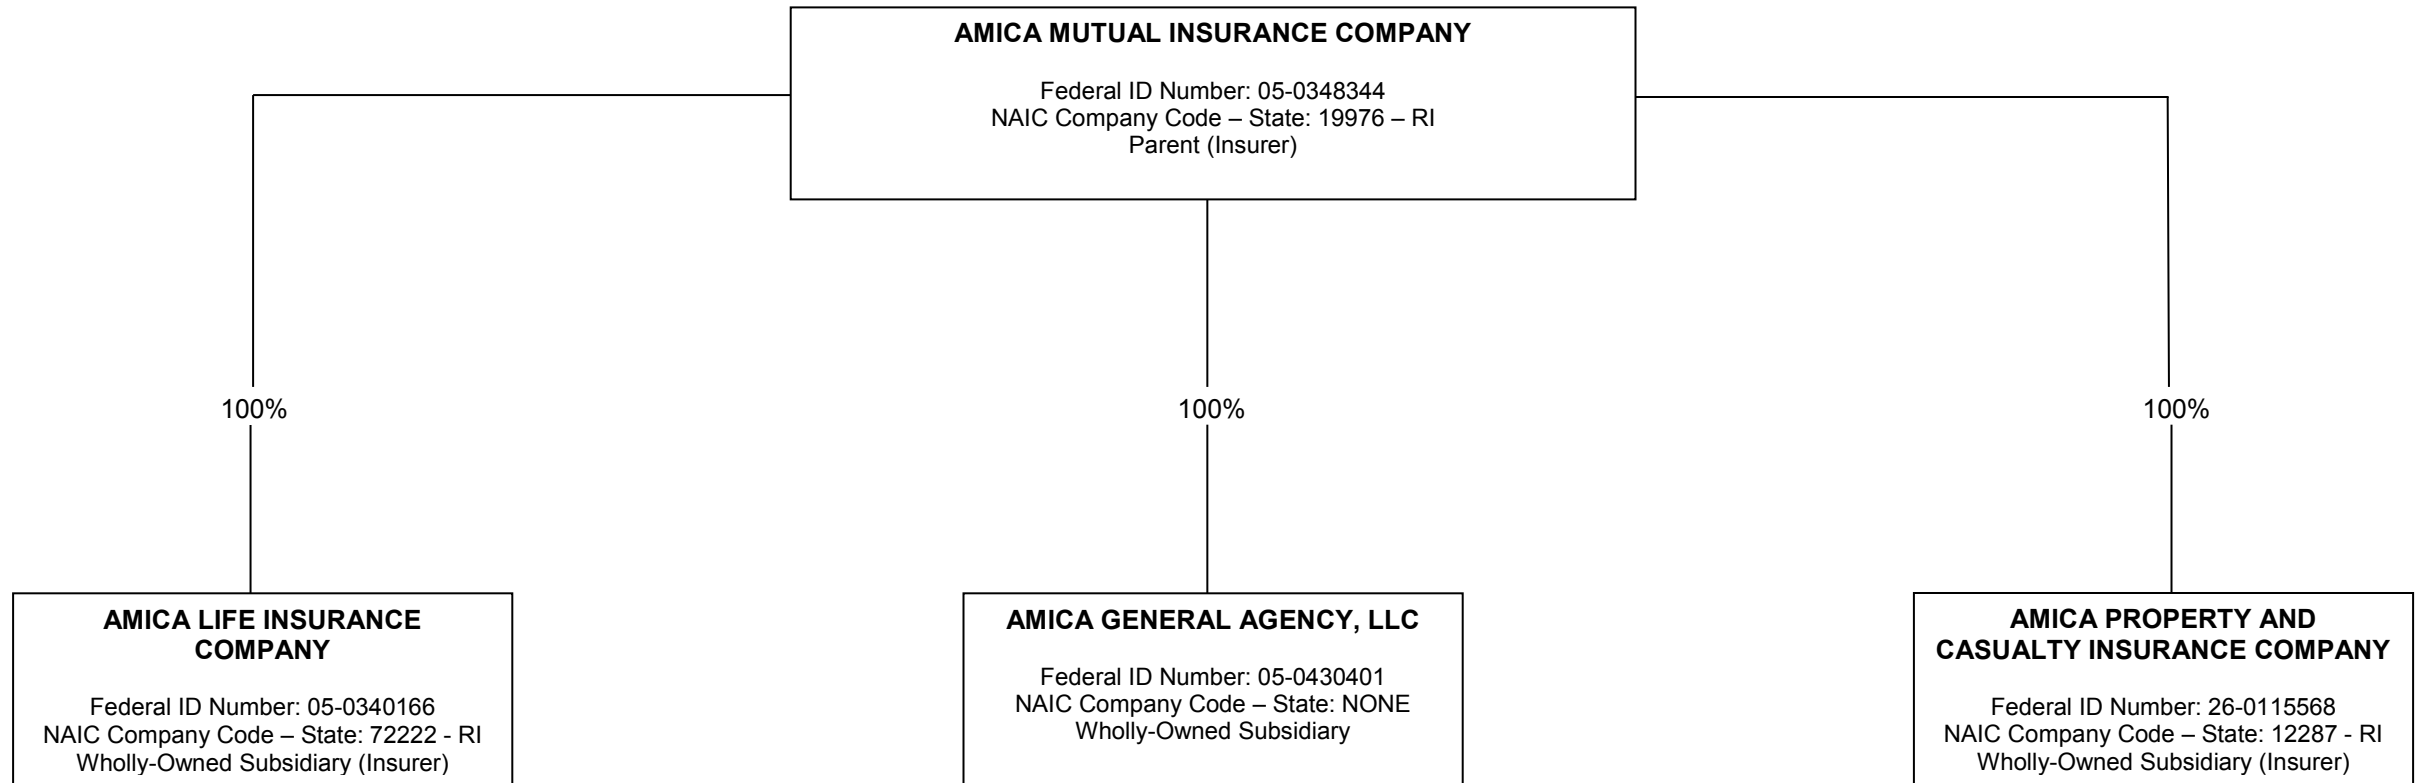 AMICA MUTUAL INSURANCE COMPANY
Federal ID Number: 05-0348344
NAIC Company Code – State: 19976 – RI
Parent (Insurer)
100%
100%
100%
AMICA LIFE INSURANCE
COMPANY
Federal ID Number: 05-0340166
NAIC Company Code – State: 72222 - RI
Wholly-Owned Subsidiary (Insurer)
AMICA GENERAL AGENCY, LLC
Federal ID Number: 05-0430401
NAIC Company Code – State: NONE
Wholly-Owned Subsidiary
AMICA PROPERTY AND
CASUALTY INSURANCE COMPANY
Federal ID Number: 26-0115568
NAIC Company Code – State: 12287 - RI
Wholly-Owned Subsidiary (Insurer)